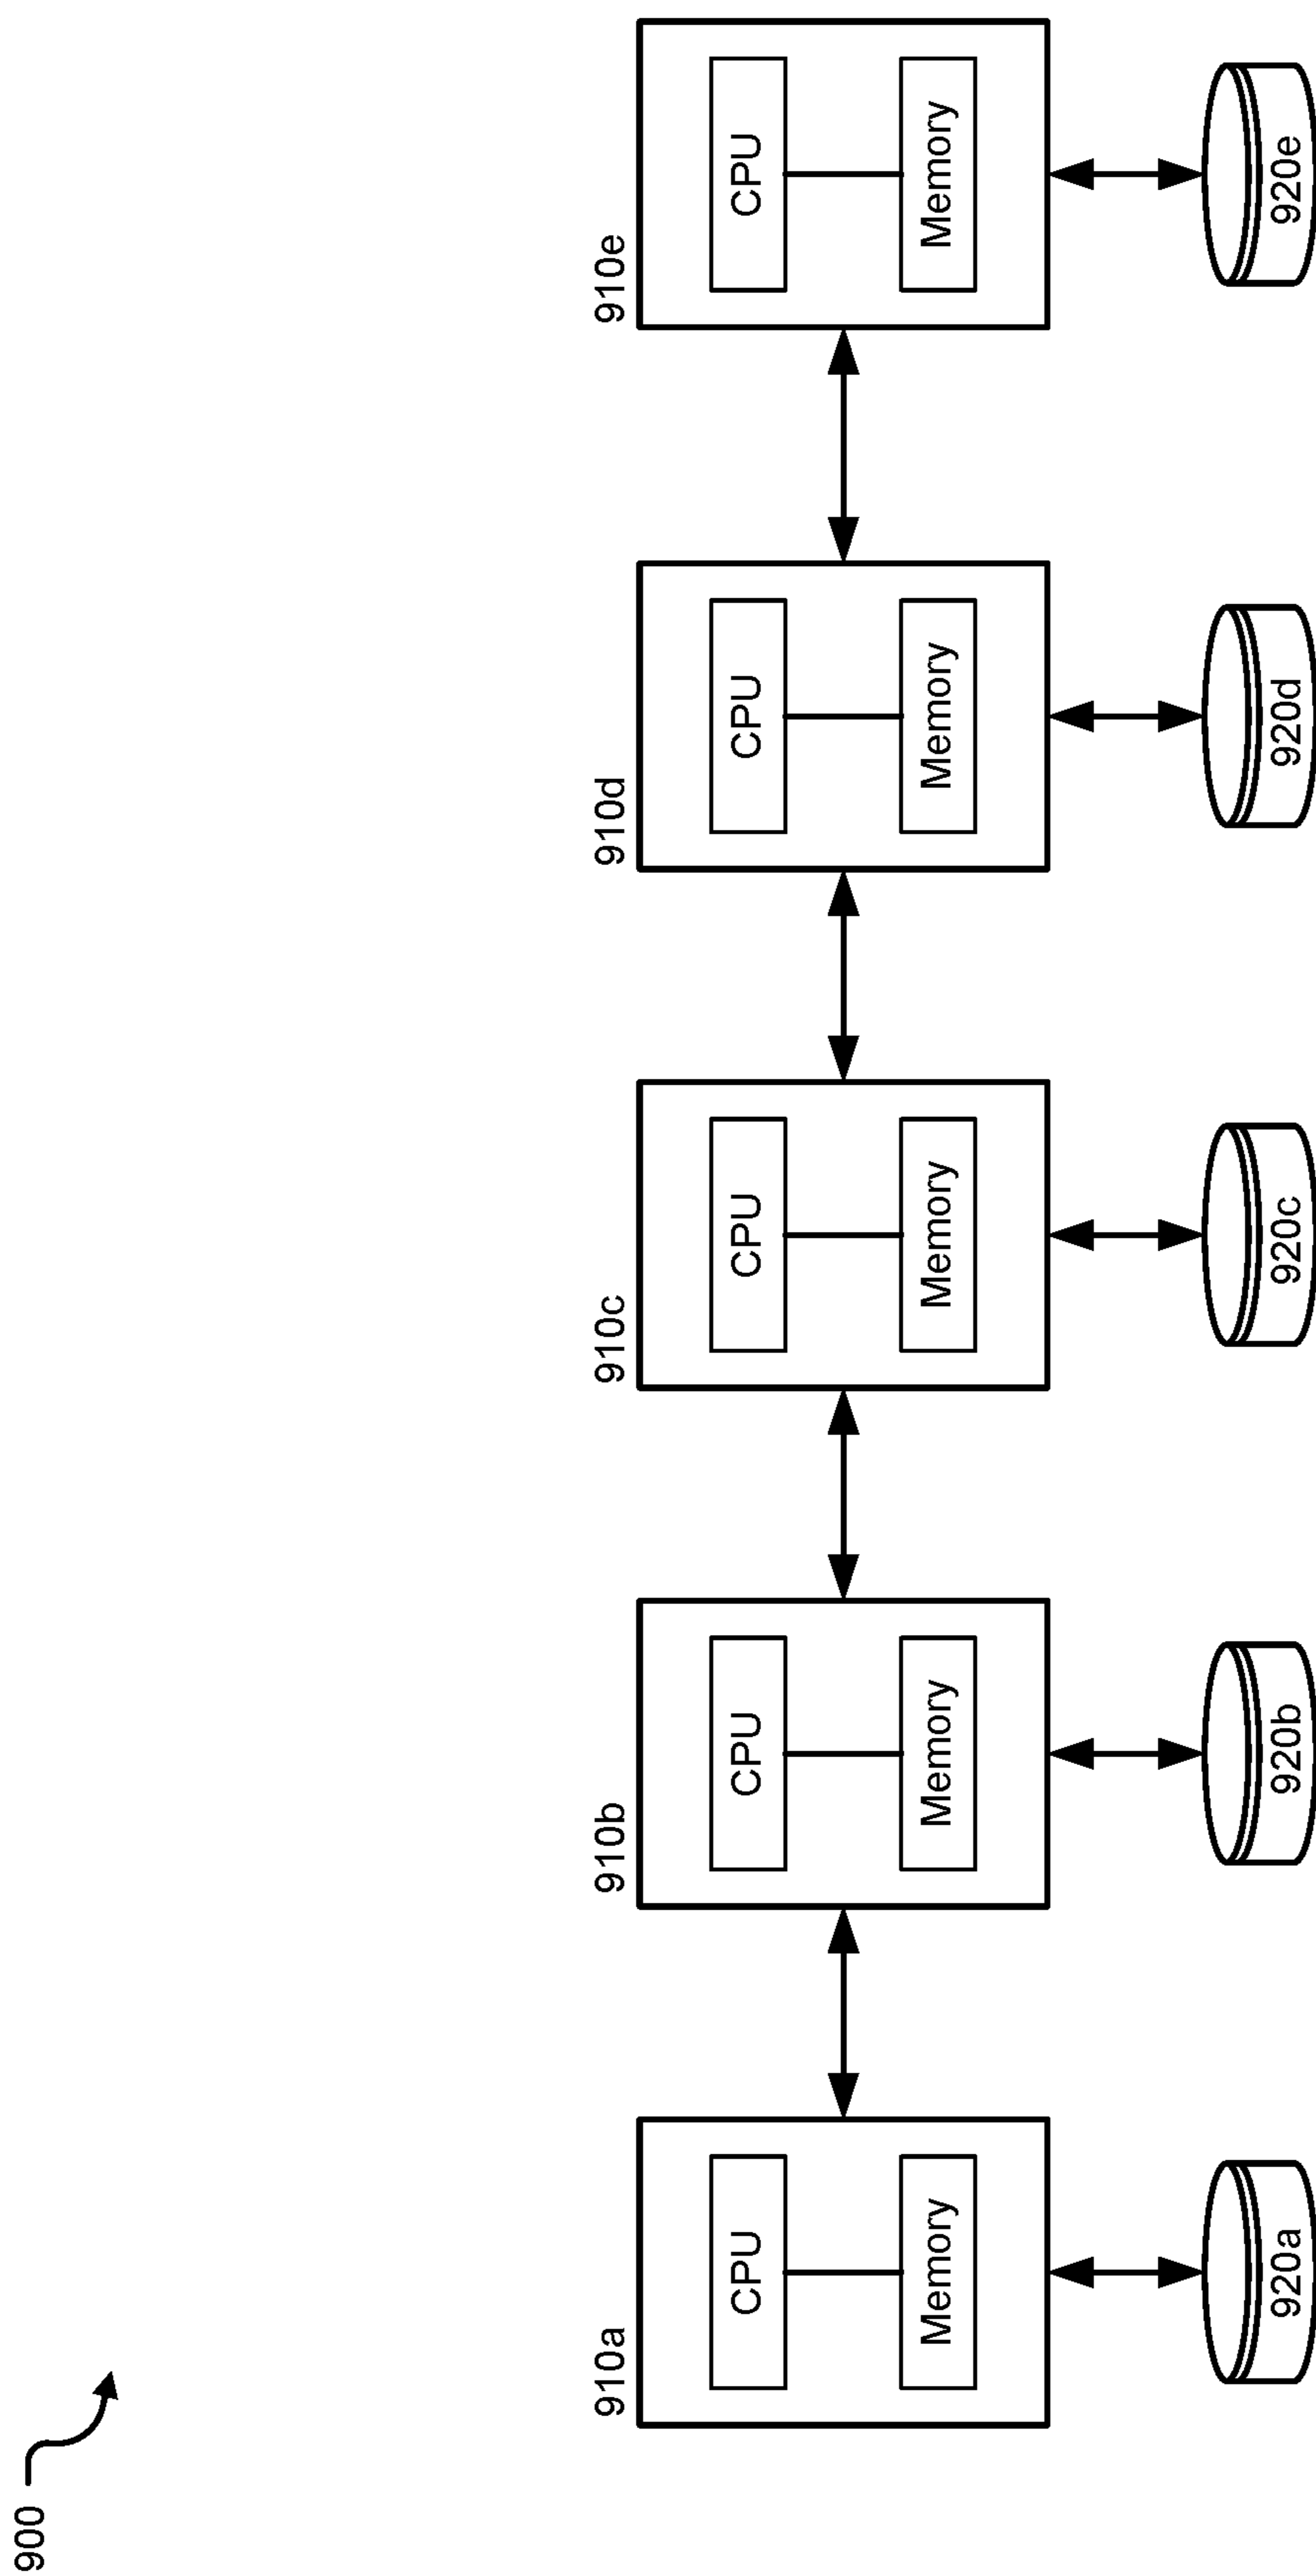 900
910a
910b
910c
910d
910e
CPU
CPU
CPU
CPU
CPU
Memory
Memory
Memory
Memory
Memory
920a
920b
920c
920d
920e